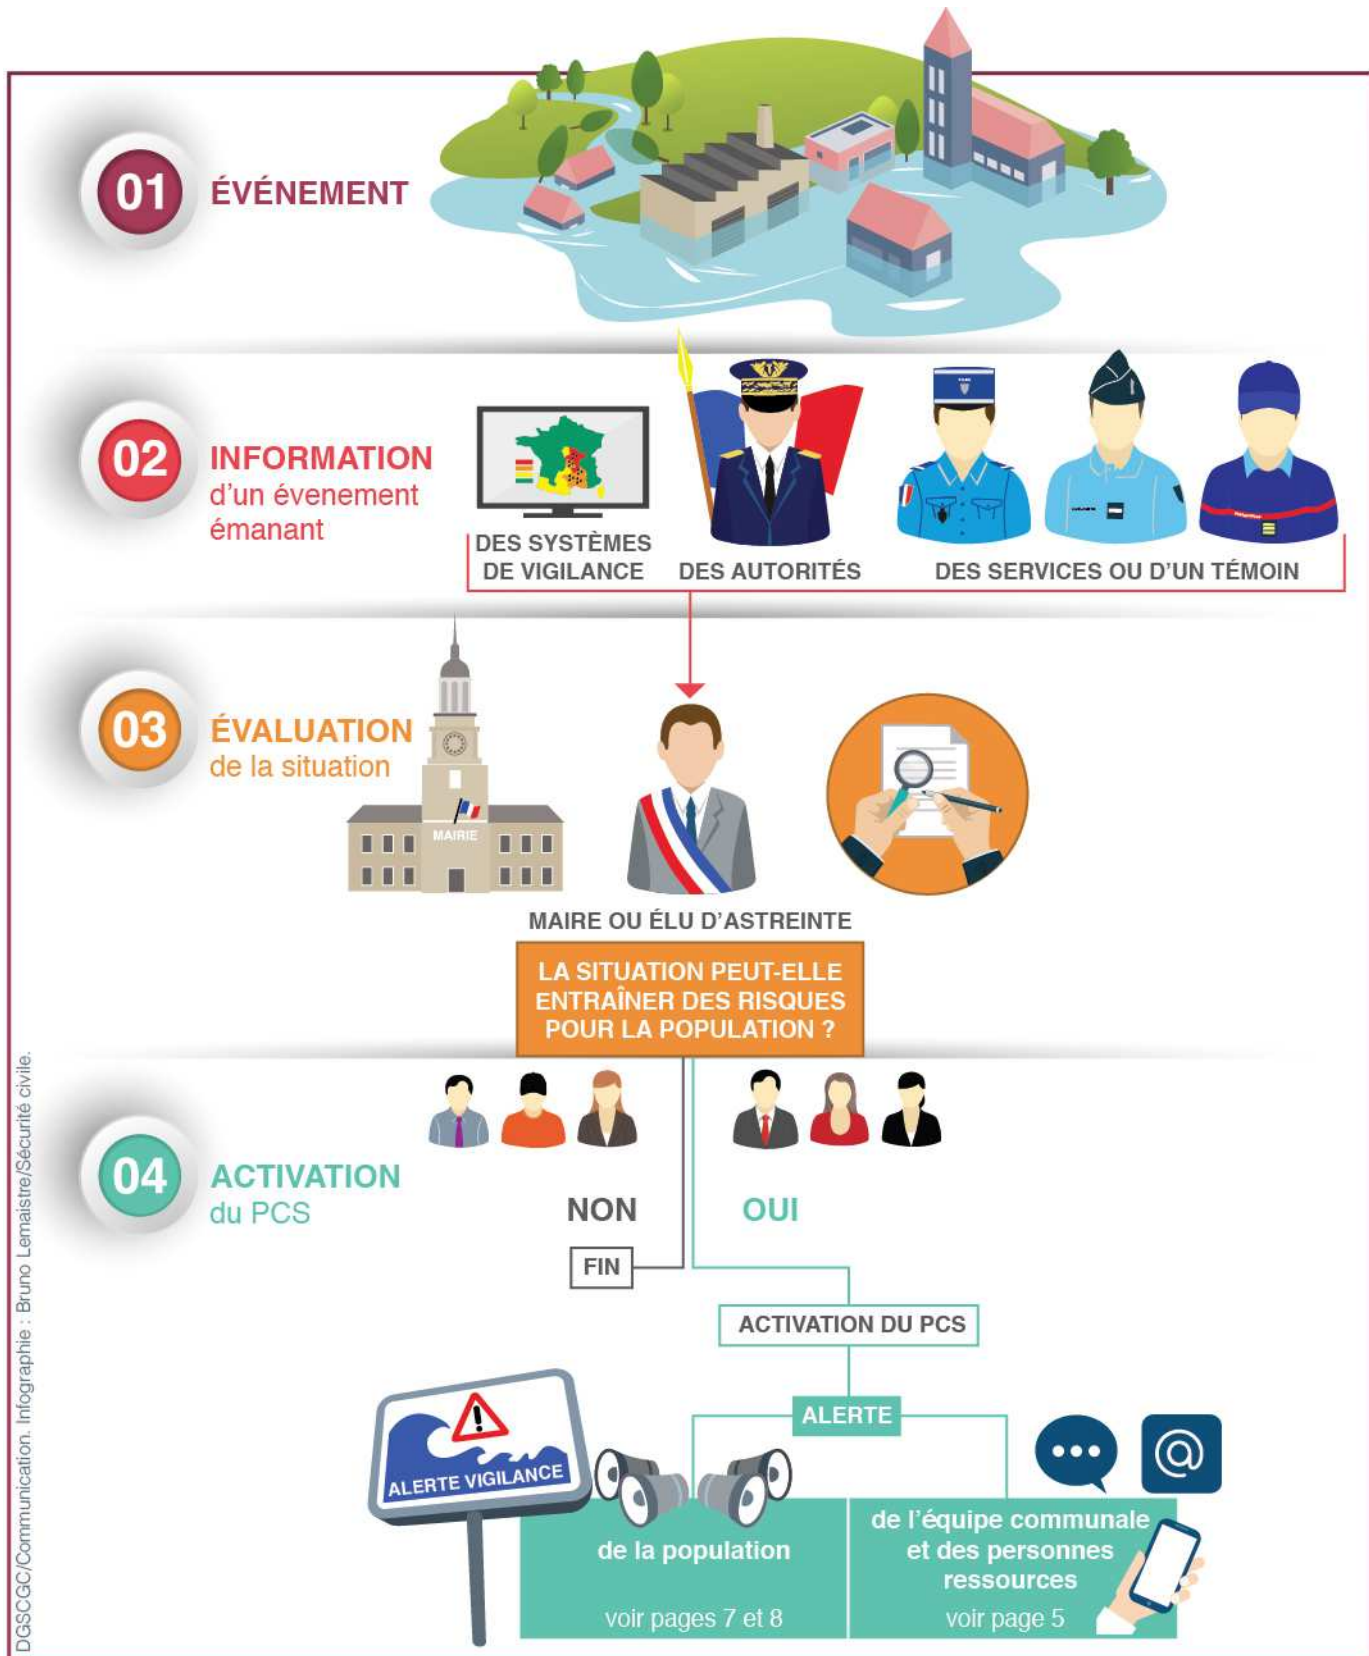 01
ÉVÉNEMENT
02
INFORMATION
d'un évenement
émanant
DES SYSTÈMES
DE VIGILANCE
DES AUTORITÉS
DES SERVICES OU D'UN TÉMOIN
03
ÉVALUATION
de la situation
MAIRIE
MAIRE OU ÉLU D'ASTREINTE
LA SITUATION PEUT-ELLE
ENTRAÎNER DES RISQUES
POUR LA POPULATION ?
04
ACTIVATION
du PCS
NON
OUI
FIN
ACTIVATION DU PCS
ALERTE
ALERTE VIGILANCE
@
de la population
voir pages 7 et 8
de l'équipe communale
et des personnes
ressources
voir page 5
DGSCGC/Communication. Infographie : Bruno Lemaistre/Sécurité civile.